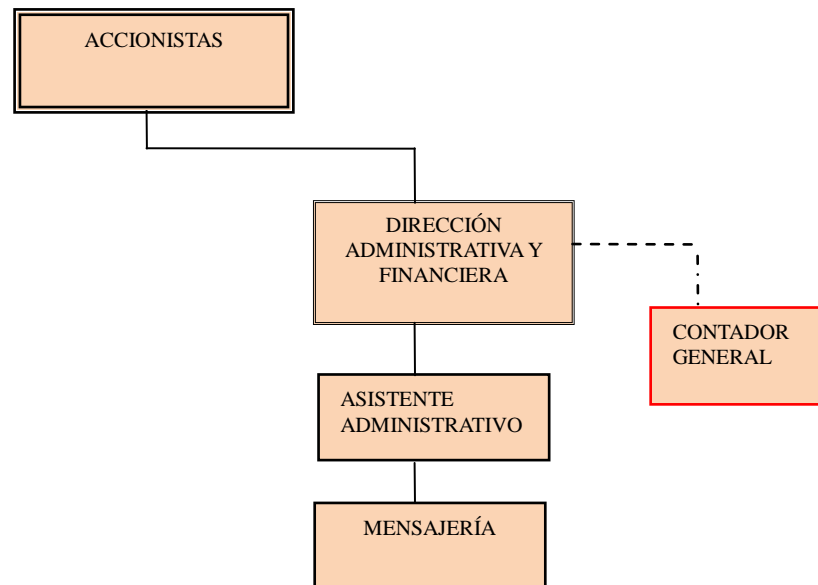 ACCIONISTAS
DIRECCIÓN
ADMINISTRATIVA Y
FINANCIERA
CONTADOR
GENERAL
ASISTENTE
ADMINISTRATIVO
MENSAJERÍA